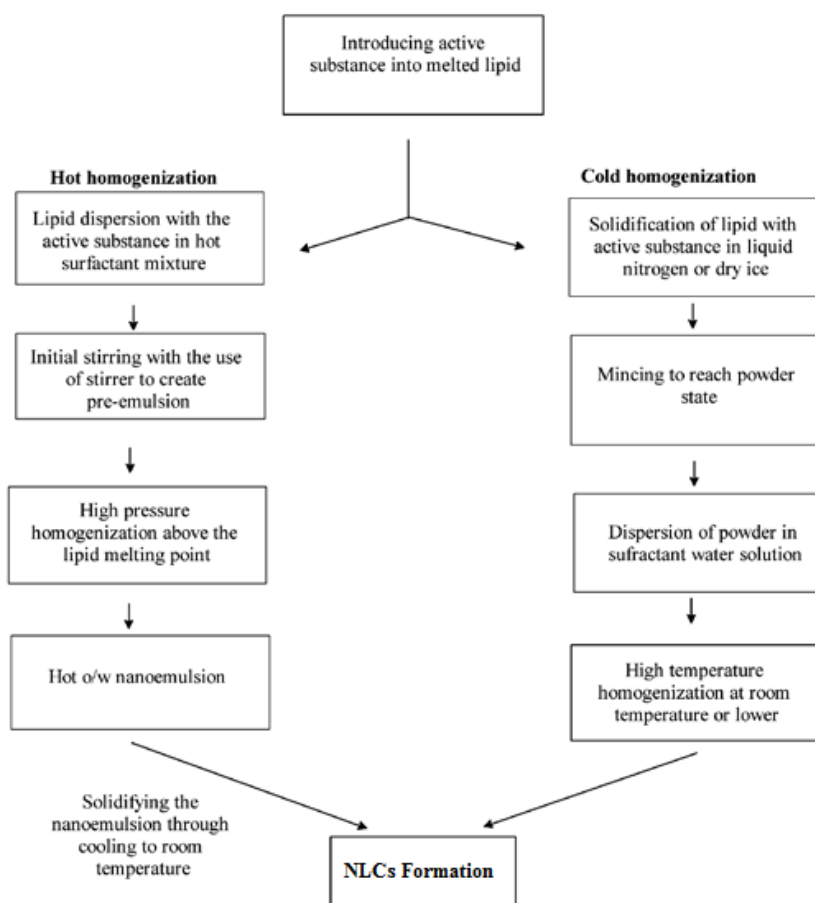 Introducing active
substance into melted lipid
Hot homogenization
Lipid dispersion with the
active substance in hot
surfactant mixture
Initial stirring with the use
of stirrer to create
pre-emulsion
High pressure
homogenization above the
lipid melting point
Hot o/w nanoemulsion
Solidifying the
nanoemulsion through
cooling to room
temperature
Cold homogenization
Solidification of lipid with
active substance in liquid
nitrogen or dry ice
Mincing to reach powder
state
Dispersion of powder in
sufractant water solution
High temperature
homogenization at room
temperature or lower
NLCs Formation